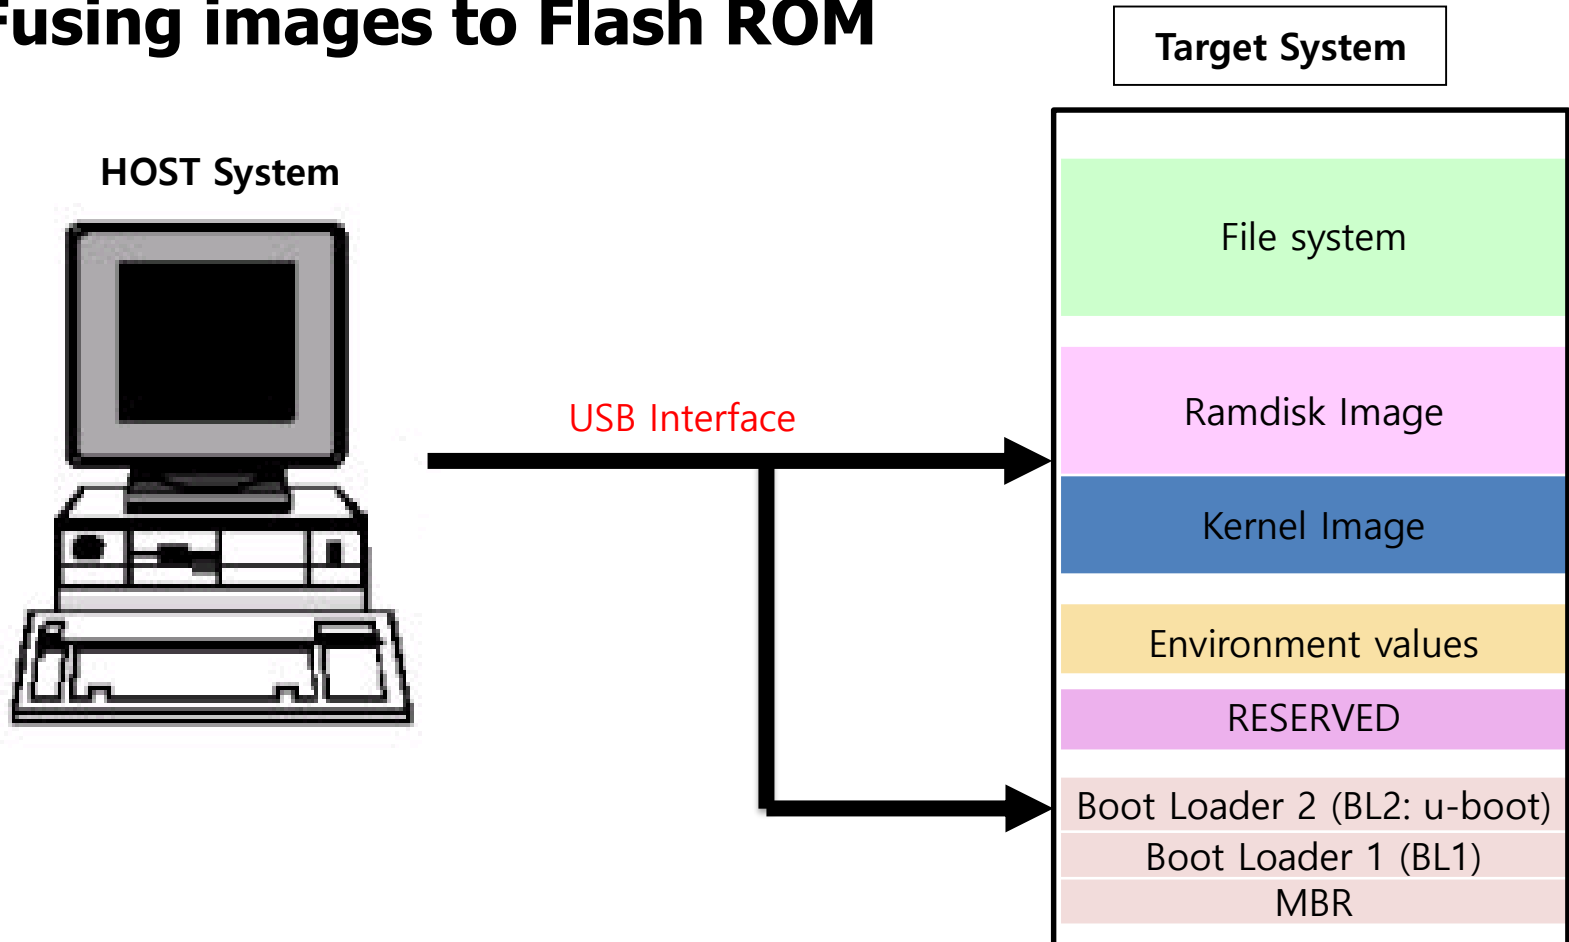 Fusing images to Flash ROM
Target System
HOST System
File system
USB Interface
Ramdisk Image
Kernel Image
Environment values
RESERVED
Boot Loader 2 (BL2: u-boot)
Boot Loader 1 (BL1)
MBR